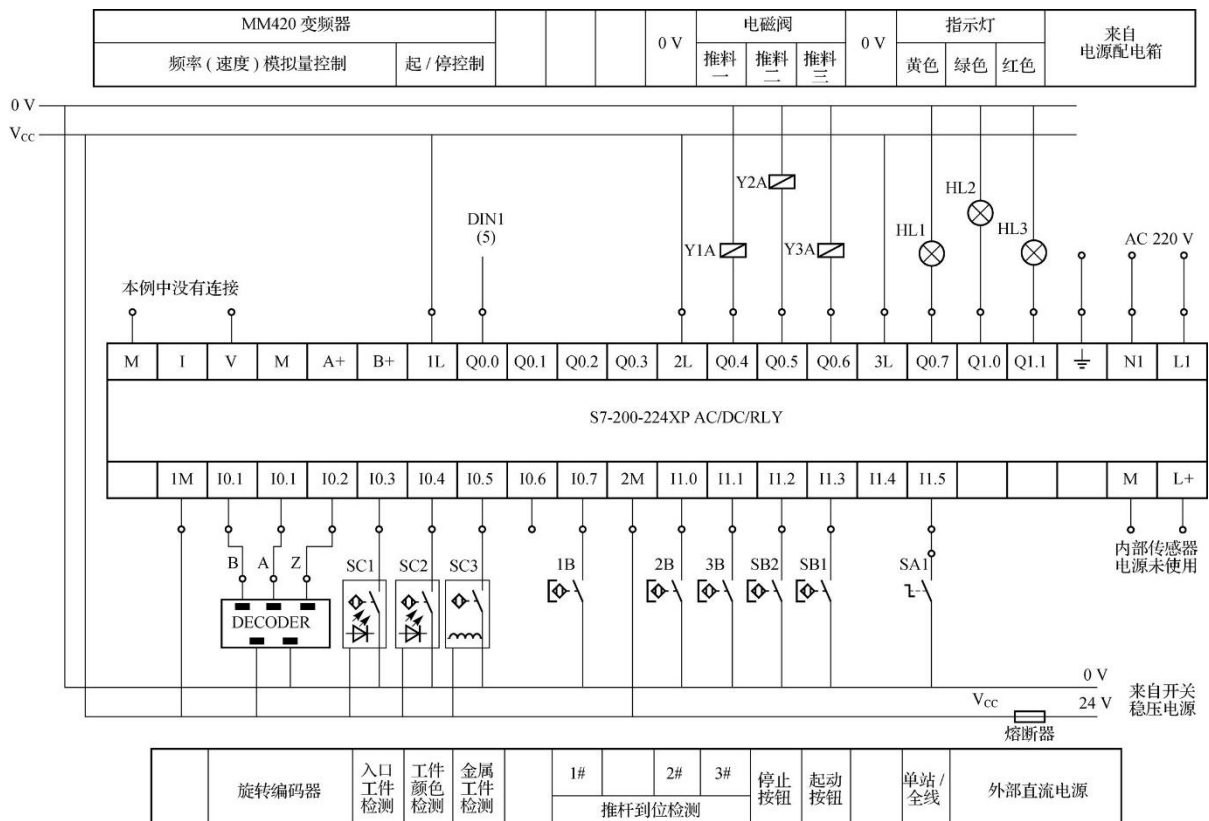 MM420 变频器
频率 ( 速度 ) 模拟量控制
起 / 停控制
0 V
电磁阀
推料
一
推料
二
推料
三
0 V
指示灯
黄色
绿色
红色
来自
电源配电箱
0 V
VCC
Y2A
HL2
DIN1
(5)
Y1A
Y3A
HL1
HL3
AC 220 V
本例中没有连接
M I V M A+ B+ 1L Q0.0 Q0.1 Q0.2 Q0.3 2L Q0.4 Q0.5 Q0.6 3L Q0.7 Q1.0 Q1.1 ⏚ N1 L1
S7-200-224XP AC/DC/RLY
1M I0.1 I0.1 I0.2 I0.3 I0.4 I0.5 I0.6 I0.7 2M I1.0 I1.1 I1.2 I1.3 I1.4 I1.5 M L+
内部传感器
电源未使用
B A Z
SC1 SC2 SC3 1B 2B 3B SB2 SB1 SA1
DECODER
0 V
VCC
24 V
来自开关
稳压电源
熔断器
旋转编码器
入口
工件
检测
工件
颜色
检测
金属
工件
检测
1#
2#
3#
推杆到位检测
停止
按钮
起动
按钮
单站 /
全线
外部直流电源